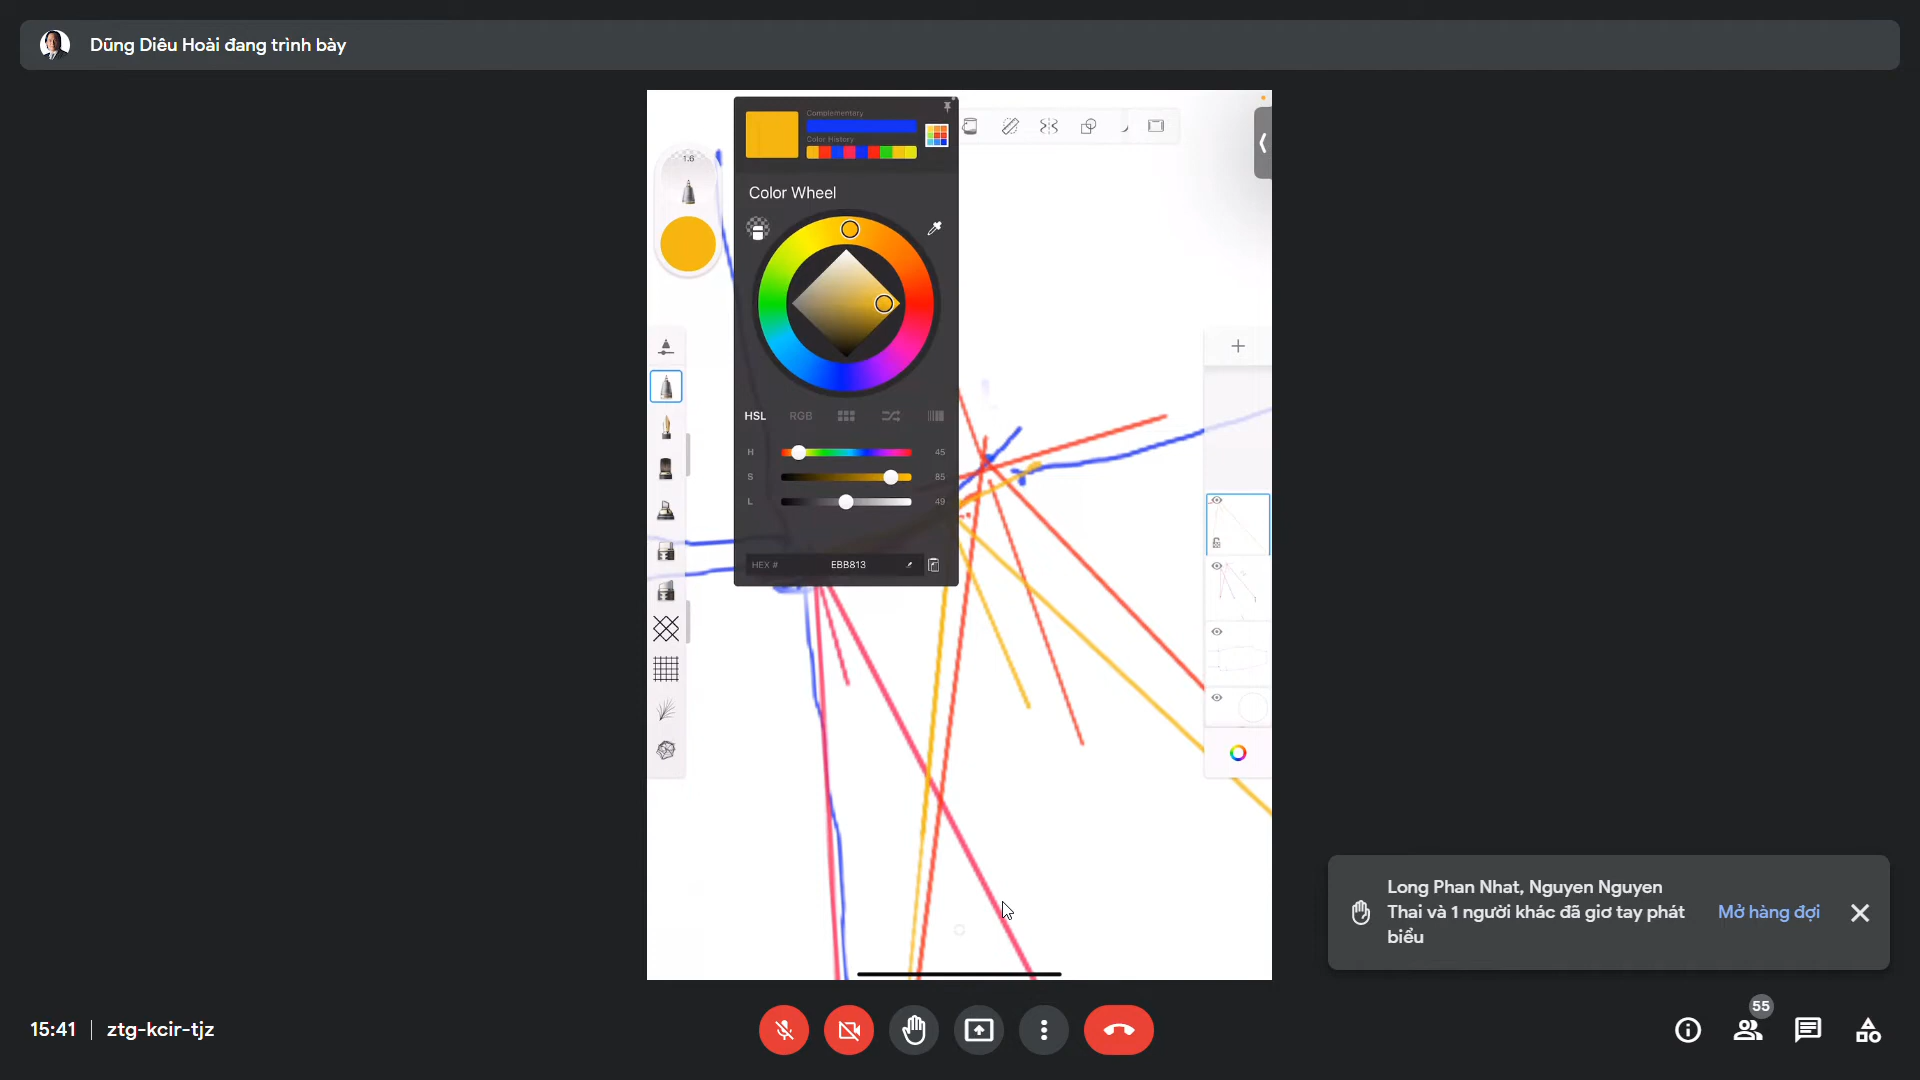 Dũng Diêu Hoài đang trình bày
Complementary
Color History
1.6
Color Wheel
HSL RGB
H 45
S 85
L 49
HEX # EBB813
Long Phan Nhat, Nguyen Nguyen
Thai và 1 người khác đã giơ tay phát
biểu
Mở hàng đợi
15:41 | ztg-kcir-tjz
55